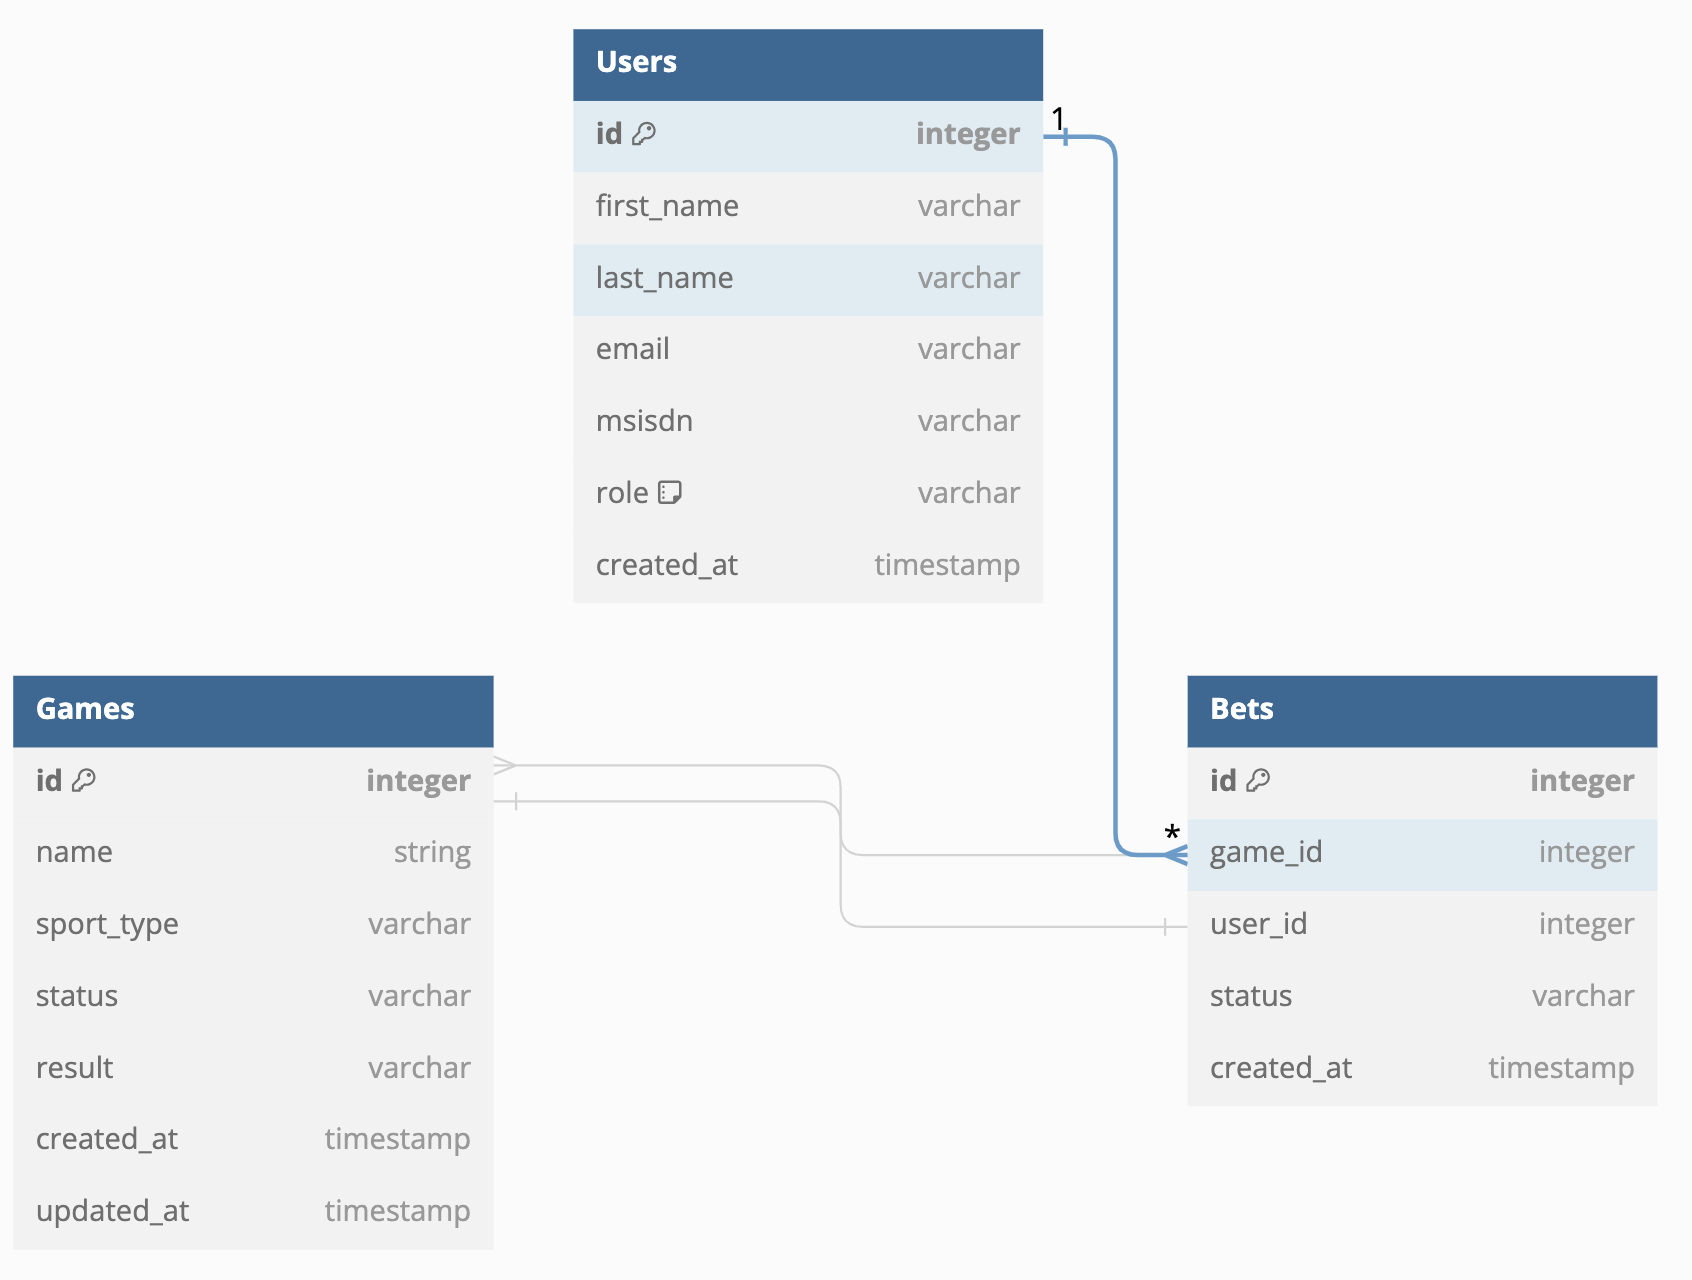 Users
id integer
first_name varchar
last_name varchar
email varchar
msisdn varchar
role varchar
created_at timestamp
1
Games
id integer
name string
sport_type varchar
status varchar
result varchar
created_at timestamp
updated_at timestamp
*
Bets
id integer
game_id integer
user_id integer
status varchar
created_at timestamp